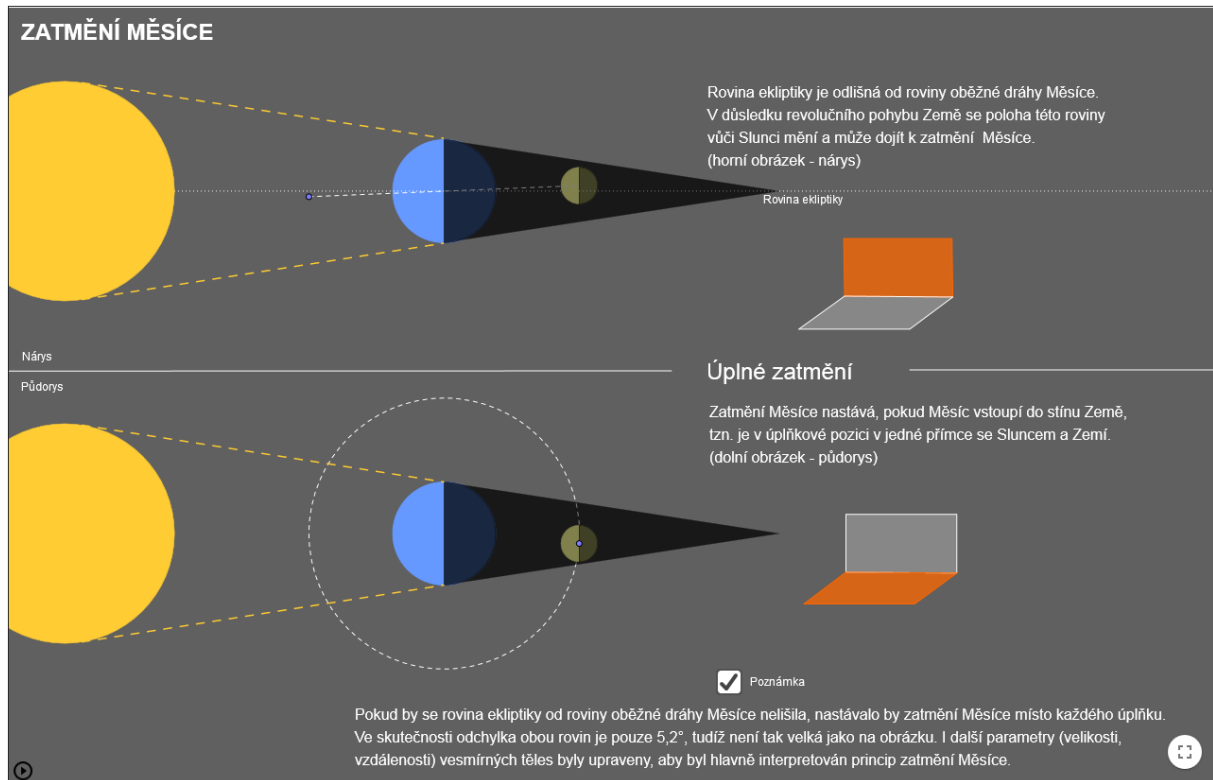 ZATMĚNÍ MĚSÍCE
Rovina ekliptiky je odlišná od roviny oběžné dráhy Měsíce.
V důsledku revolučního pohybu Země se poloha této roviny
vůči Slunci mění a může dojít k zatmění  Měsíce.
(horní obrázek - nárys)
Rovina ekliptiky
Nárys
Půdorys
Úplné zatmění
Zatmění Měsíce nastává, pokud Měsíc vstoupí do stínu Země,
tzn. je v úplňkové pozici v jedné přímce se Sluncem a Zemí.
(dolní obrázek - půdorys)
Poznámka
Pokud by se rovina ekliptiky od roviny oběžné dráhy Měsíce nelišila, nastávalo by zatmění Měsíce místo každého úplňku.
Ve skutečnosti odchylka obou rovin je pouze 5,2°, tudíž není tak velká jako na obrázku. I další parametry (velikosti,
vzdálenosti) vesmírných těles byly upraveny, aby byl hlavně interpretován princip zatmění Měsíce.